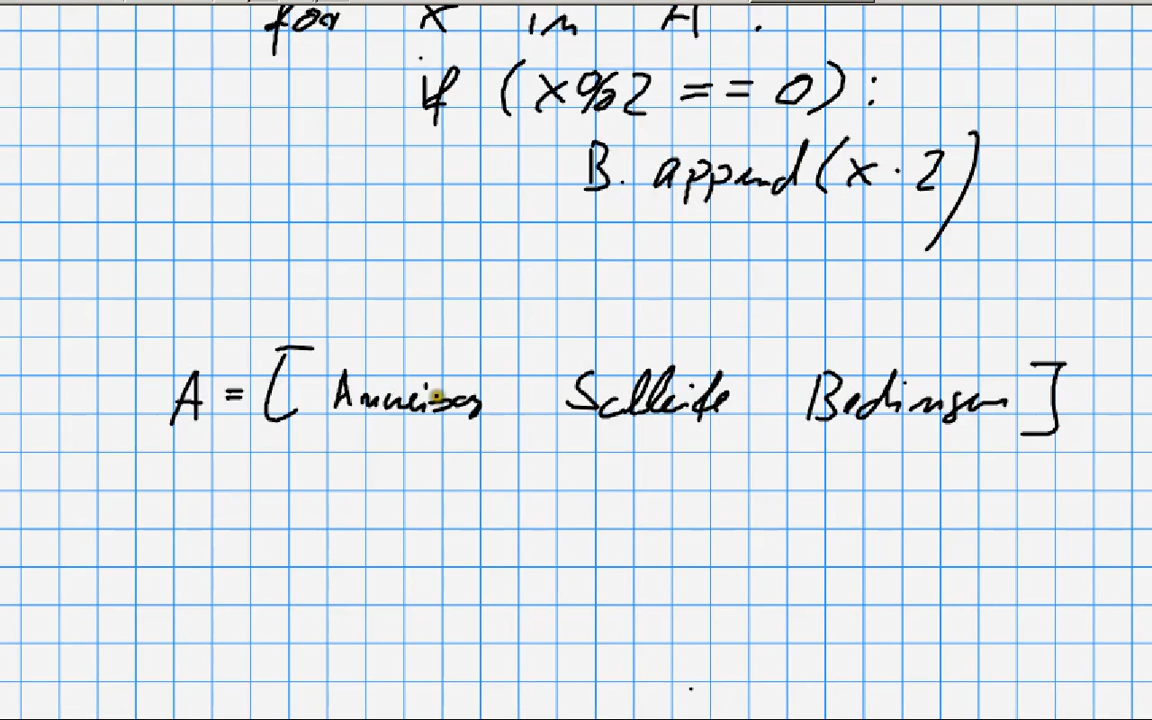 for x in A :
if (x%2 == 0):
B. append(x · 2)
A = [ Anweisung Schleife Bedingung ]